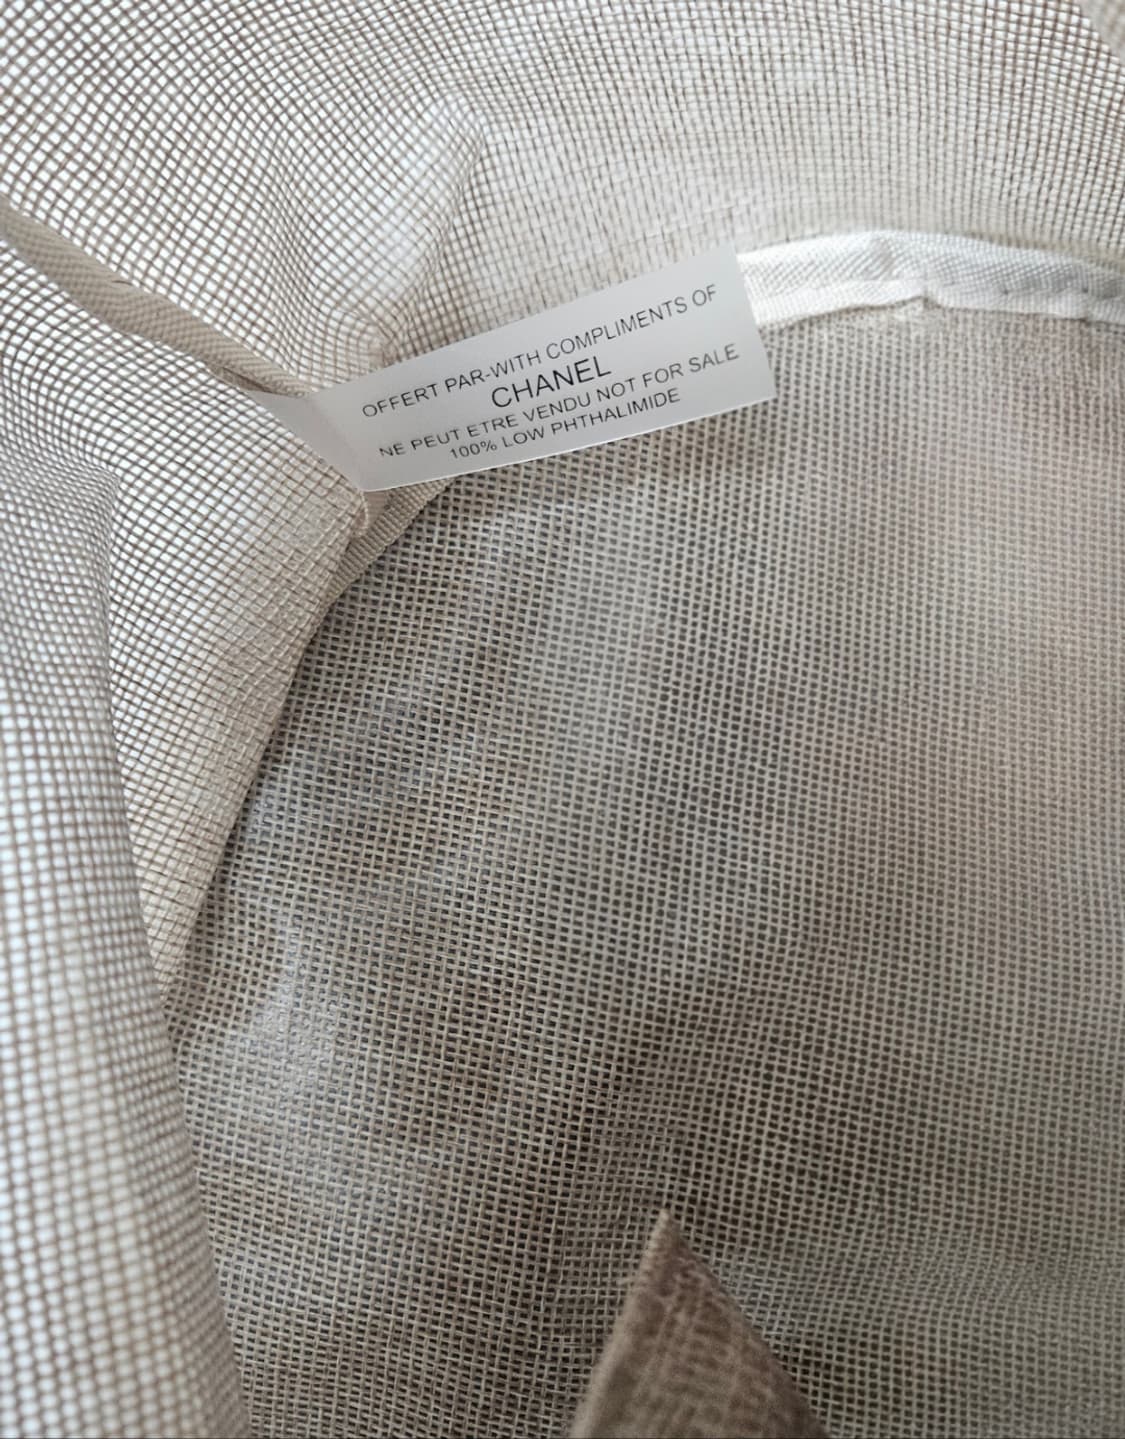 OFFERT PAR-WITH COMPLIMENTS OF
CHANEL
NE PEUT ETRE VENDU NOT FOR SALE
100% LOW PHTHALIMIDE